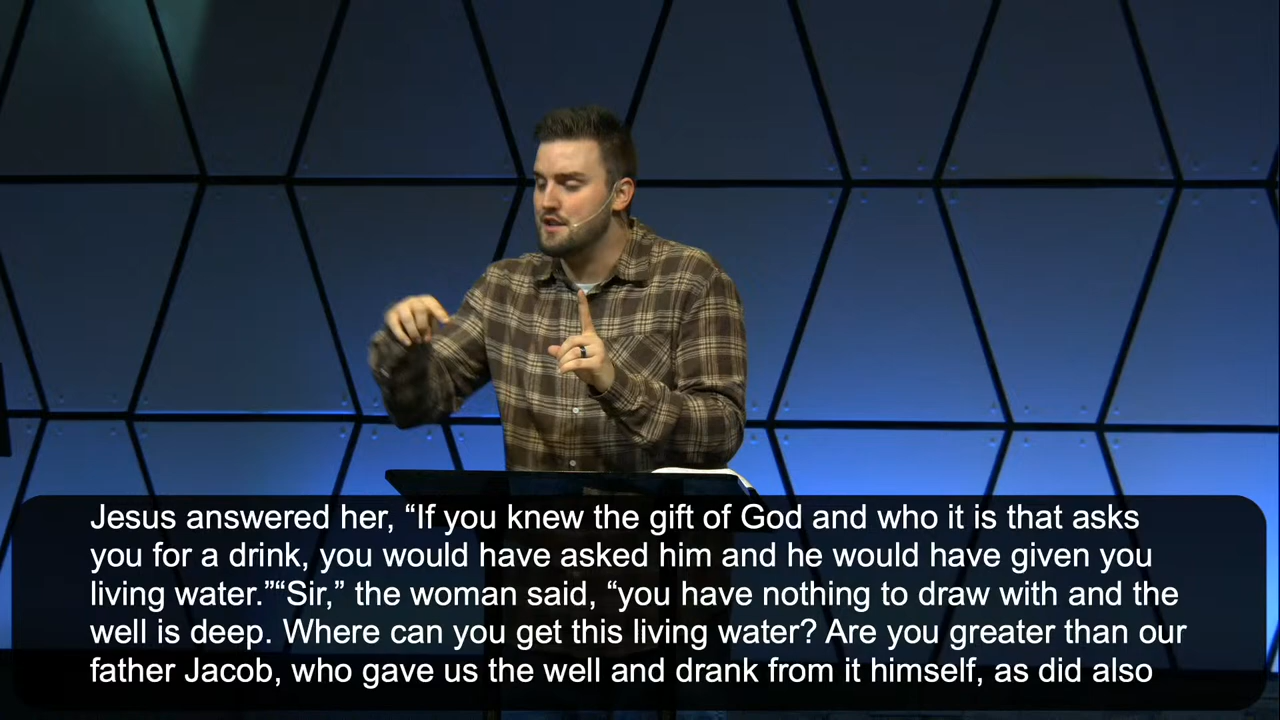 Jesus answered her, “If you knew the gift of God and who it is that asks
you for a drink, you would have asked him and he would have given you
living water.”“Sir,” the woman said, “you have nothing to draw with and the
well is deep. Where can you get this living water? Are you greater than our
father Jacob, who gave us the well and drank from it himself, as did also